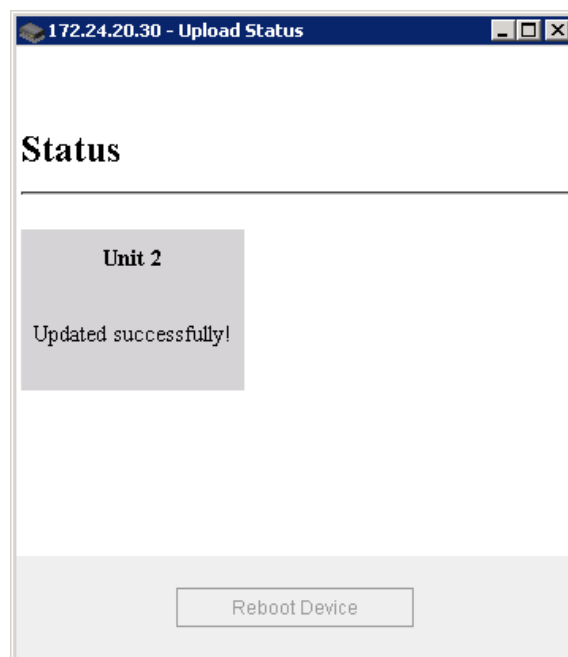 172.24.20.30 - Upload Status
Status
Unit 2
Updated successfully!
Reboot Device